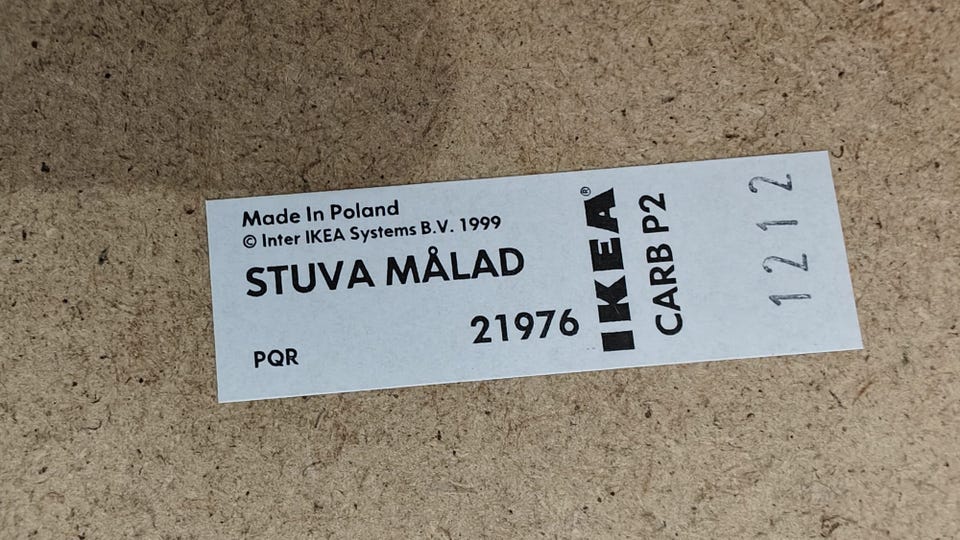 Made In Poland
© Inter IKEA Systems B.V. 1999
STUVA MÅLAD
21976
PQR
IKEA®
CARB P2
1212